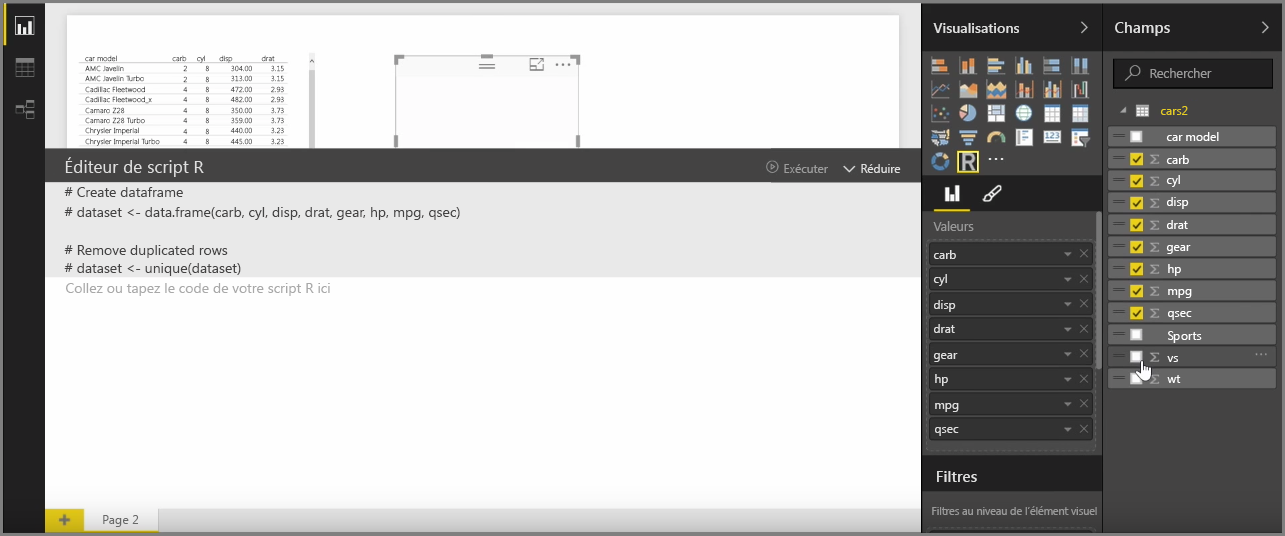 car model carb cyl disp drat
AMC Javelin 2 8 304.00 3.15
AMC Javelin Turbo 2 8 313.00 3.15
Cadillac Fleetwood 4 8 472.00 2.93
Cadillac Fleetwood_x 4 8 482.00 2.93
Camaro Z28 4 8 350.00 3.73
Camaro Z28 Turbo 4 8 359.00 3.73
Chrysler Imperial 4 8 440.00 3.23
Chrysler Imperial Turbo 4 8 445.00 3.23
Éditeur de script R
Exécuter
Réduire
# Create dataframe
# dataset <- data.frame(carb, cyl, disp, drat, gear, hp, mpg, qsec)
# Remove duplicated rows
# dataset <- unique(dataset)
Collez ou tapez le code de votre script R ici
Page 2
Visualisations
123
R
Valeurs
carb
cyl
disp
drat
gear
hp
mpg
qsec
Filtres
Filtres au niveau de l'élément visuel
Champs
Rechercher
cars2
car model
carb
cyl
disp
drat
gear
hp
mpg
qsec
Sports
vs
wt